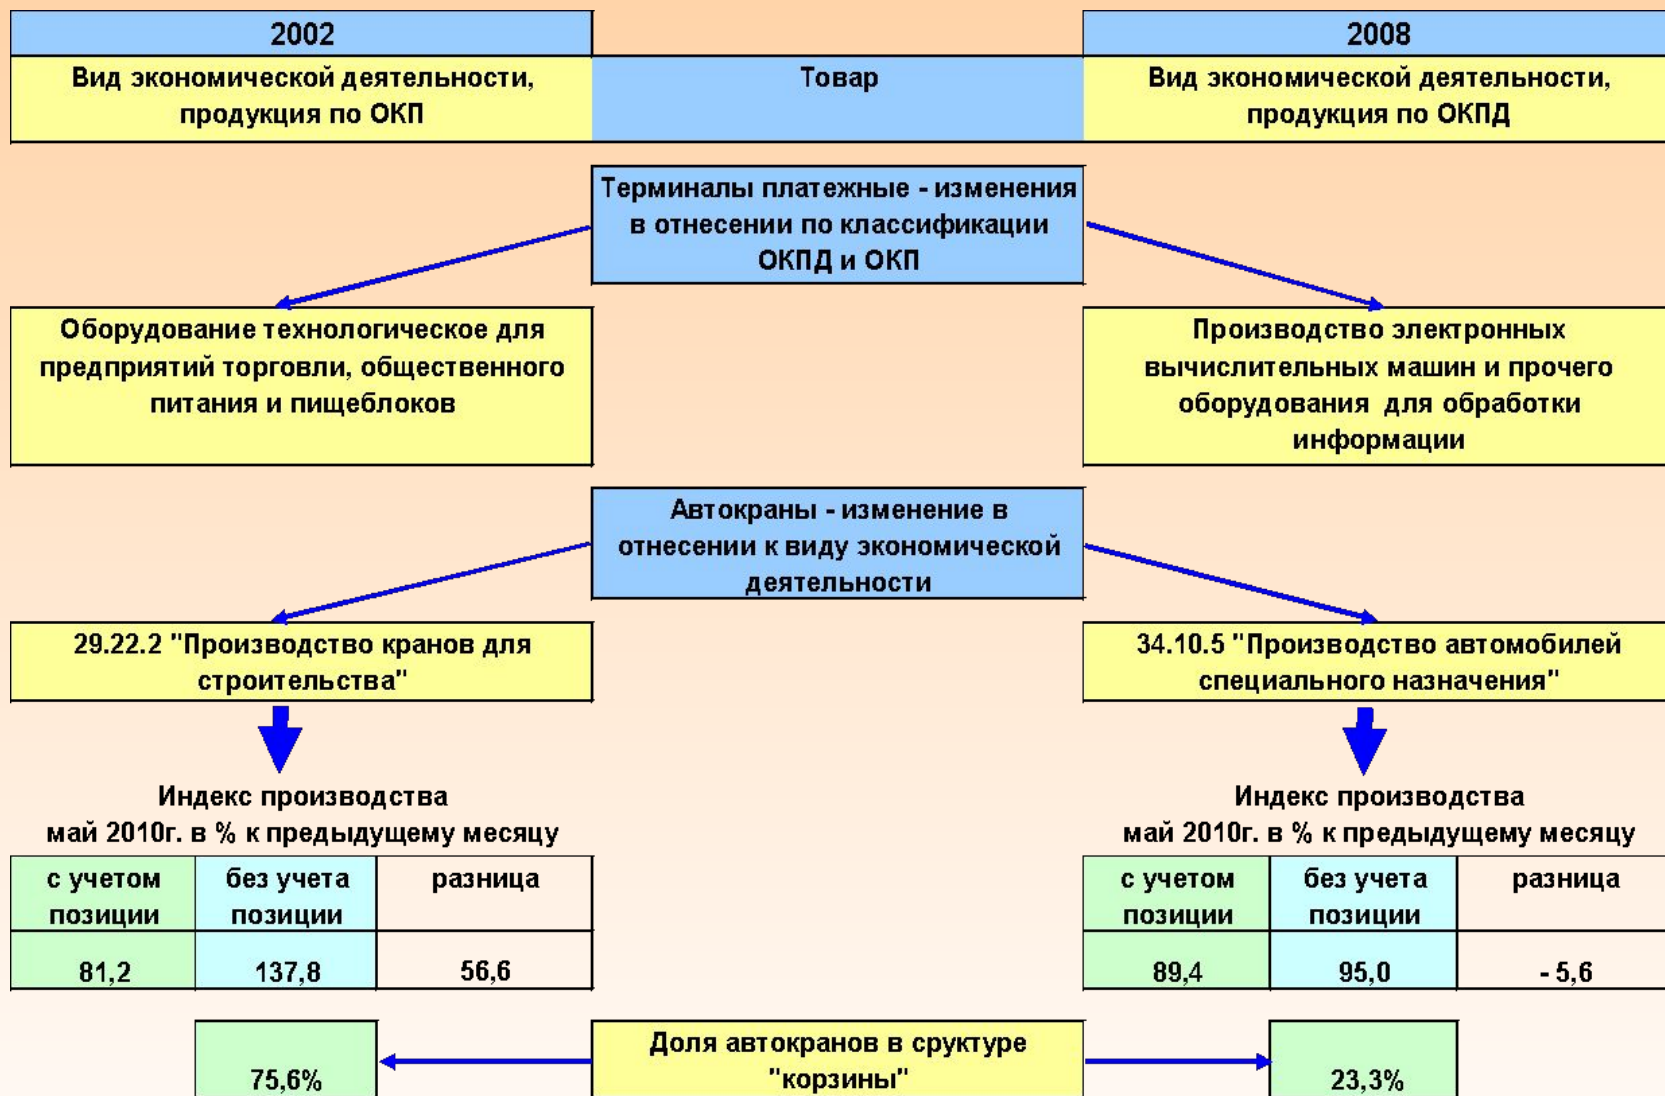 2002
2008
Вид экономической деятельности,
продукция по ОКП
Товар
Вид экономической деятельности,
продукция по ОКПД
Терминалы платежные - изменения
в отнесении по классификации
ОКПД и ОКП
Оборудование технологическое для
предприятий торговли, общественного
питания и пищеблоков
Производство электронных
вычислительных машин и прочего
оборудования для обработки
информации
Автокраны - изменение в
отнесении к виду экономической
деятельности
29.22.2 "Производство кранов для
строительства"
34.10.5 "Производство автомобилей
специального назначения"
Индекс производства
май 2010г. в % к предыдущему месяцу
Индекс производства
май 2010г. в % к предыдущему месяцу
с учетом
позиции
без учета
позиции
разница
с учетом
позиции
без учета
позиции
разница
81,2
137,8
56,6
89,4
95,0
- 5,6
75,6%
Доля автокранов в сруктуре
"корзины"
23,3%